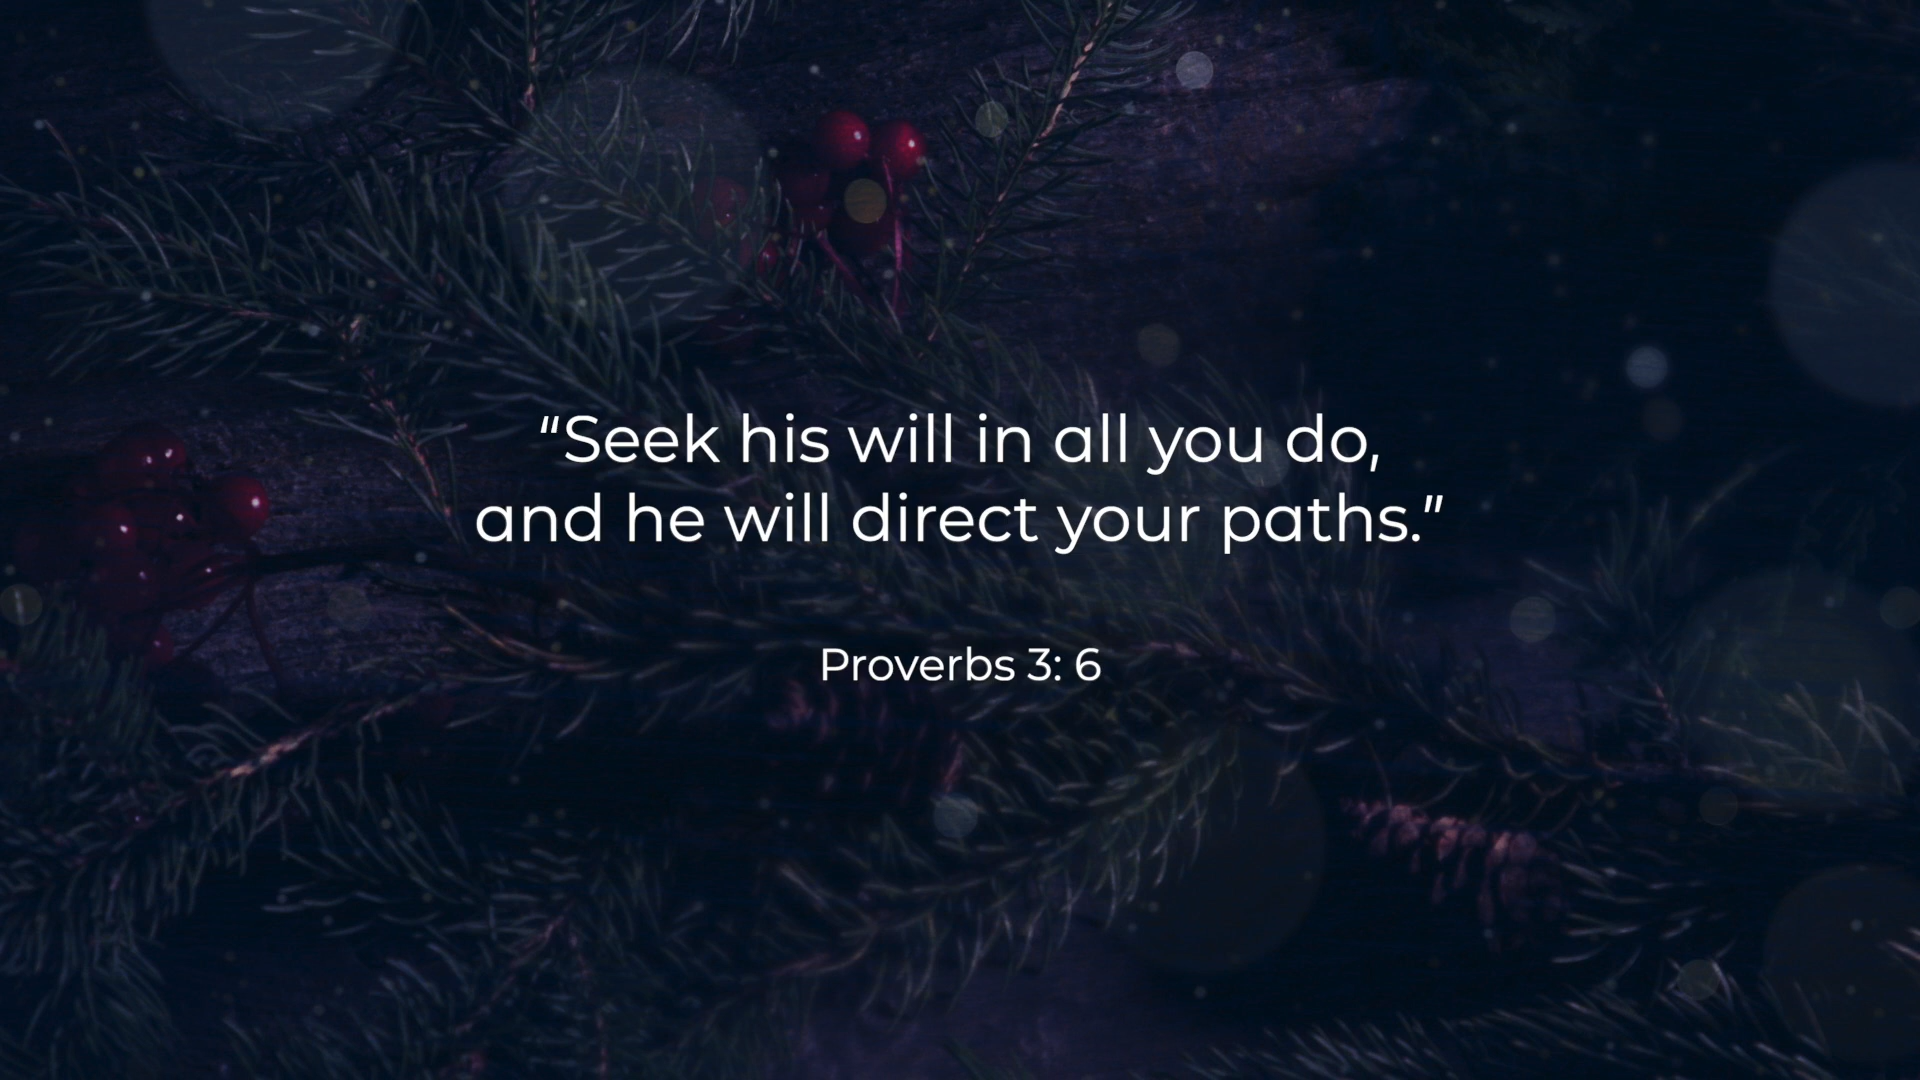 “Seek his will in all you do,
and he will direct your paths.”
Proverbs 3: 6